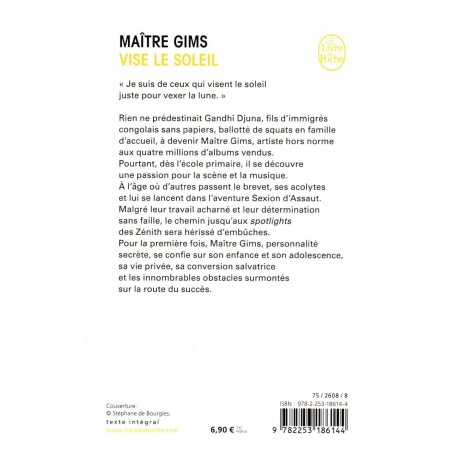 MAÎTRE GIMS
VISE LE SOLEIL
Le Livre de Poche
« Je suis de ceux qui visent le soleil
juste pour vexer la lune. »
Rien ne prédestinait Gandhi Djuna, fils d'immigrés
congolais sans papiers, ballotté de squats en famille
d'accueil, à devenir Maître Gims, artiste hors norme
aux quatre millions d'albums vendus.
Pourtant, dès l'école primaire, il se découvre
une passion pour la scène et la musique.
À l'âge où d'autres passent le brevet, ses acolytes
et lui se lancent dans l'aventure Sexion d'Assaut.
Malgré leur travail acharné et leur détermination
sans faille, le chemin jusqu'aux spotlights
des Zénith sera hérissé d'embûches.
Pour la première fois, Maître Gims, personnalité
secrète, se confie sur son enfance et son adolescence,
sa vie privée, sa conversion salvatrice
et les innombrables obstacles surmontés
sur la route du succès.
Couverture :
© Stéphane de Bourgies.
texte intégral
www.livredepoche.com
6,90 €
75 / 2608 / 8
ISBN : 978-2-253-18614-4
9 782253 186144